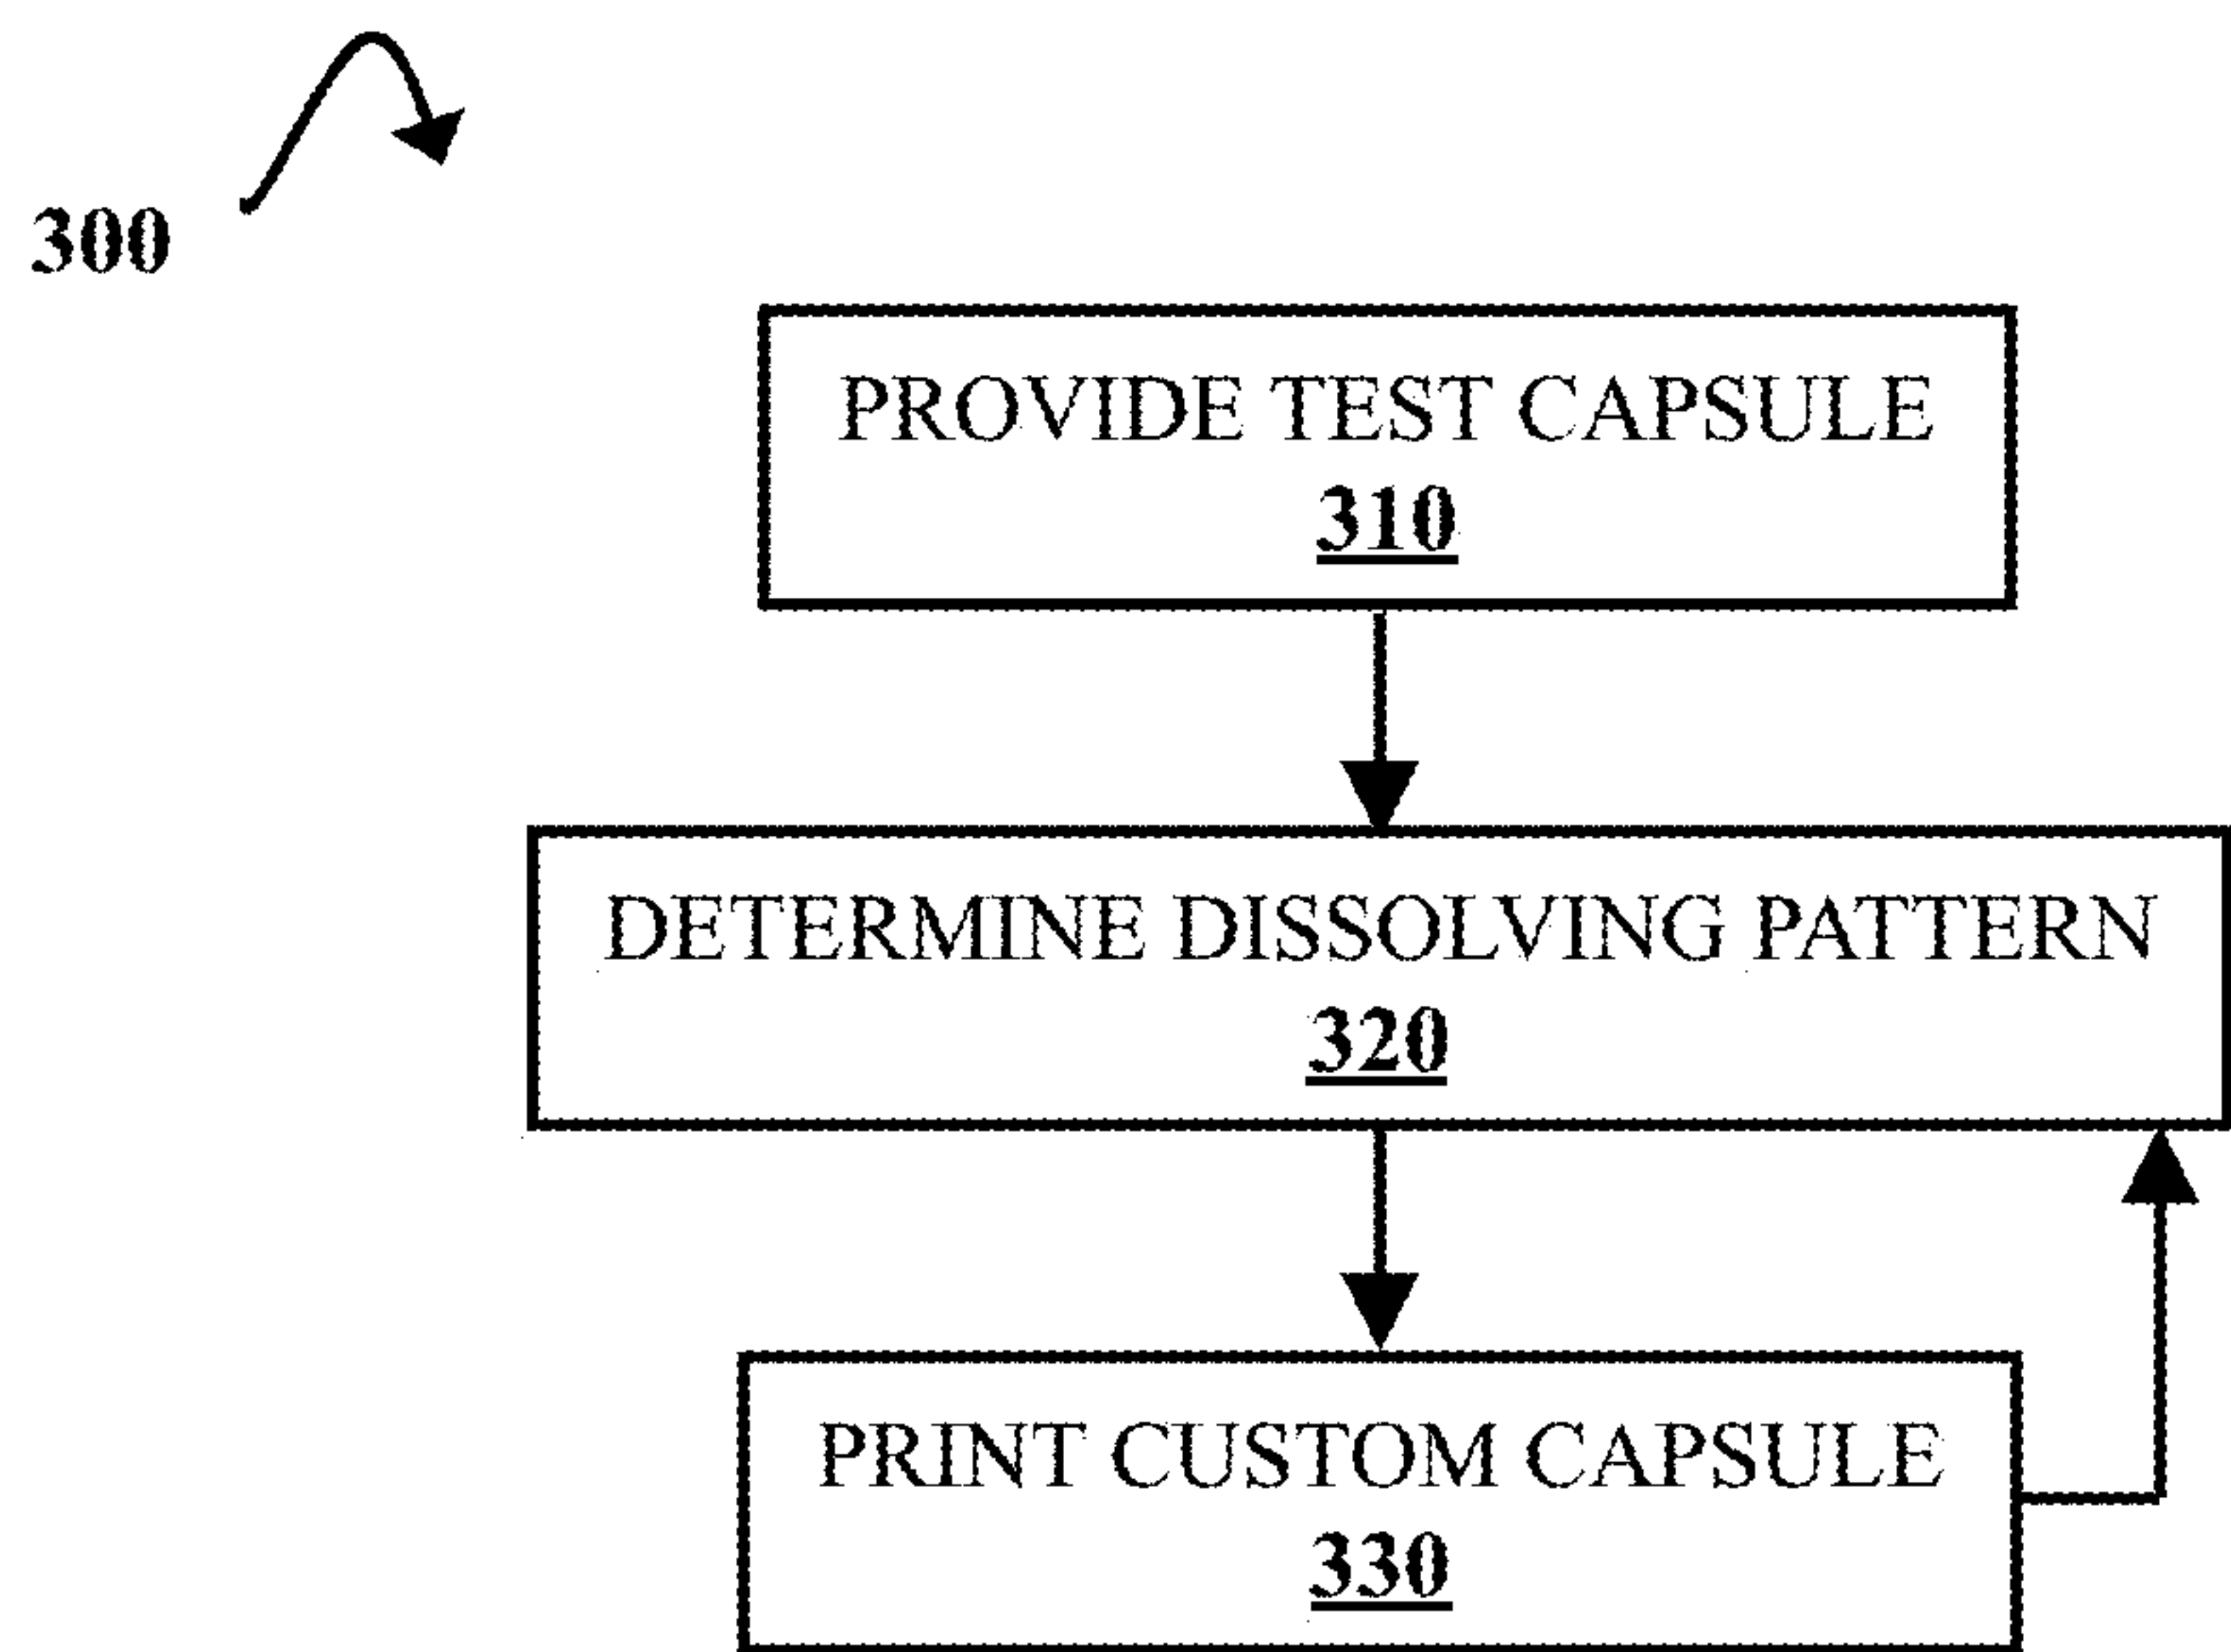 300
PROVIDE TEST CAPSULE
310
DETERMINE DISSOLVING PATTERN
320
PRINT CUSTOM CAPSULE
330